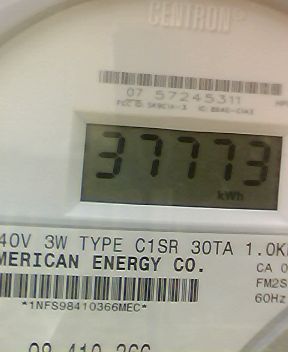 CENTRON
07 57245311
37773
kWh
40V 3W TYPE C1SR 30TA 1.0K
MERICAN ENERGY CO.
CA 0
FM2S
60Hz
*1NFS98410366MEC*